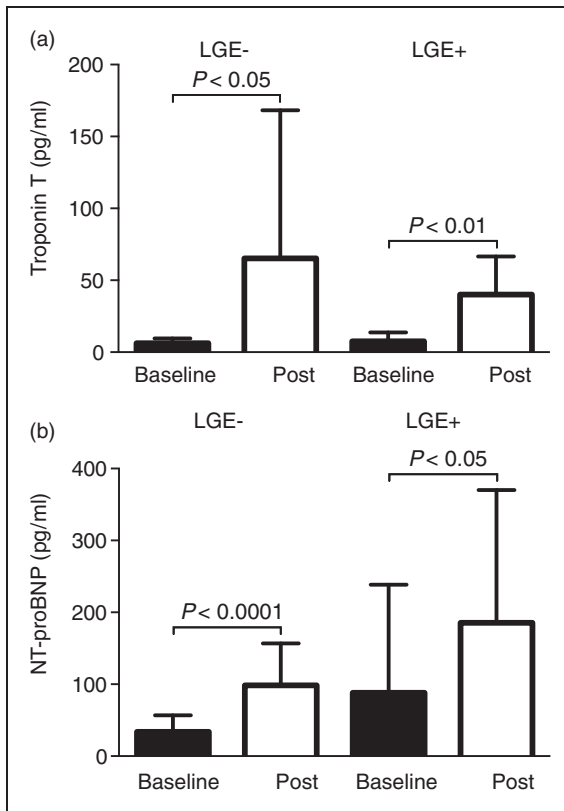 (a)
LGE- LGE+
Troponin T (pg/ml)
200
150
100
50
0
P < 0.05
P < 0.01
Baseline Post Baseline Post
(b)
LGE- LGE+
NT-proBNP (pg/ml)
400
300
200
100
0
P < 0.05
P < 0.0001
Baseline Post Baseline Post